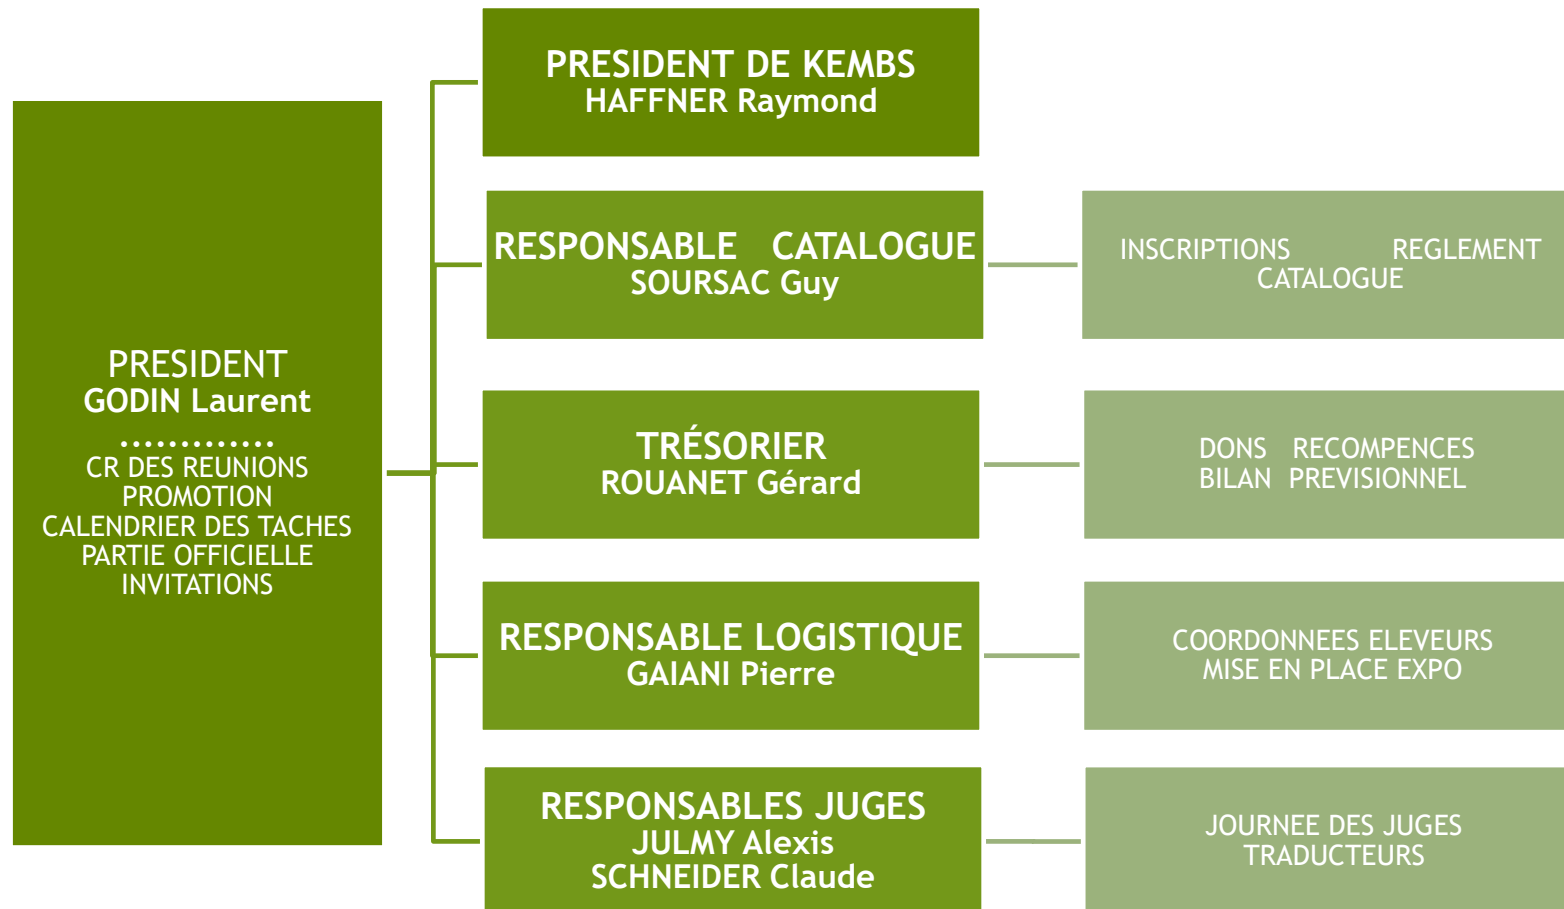 PRESIDENT
GODIN Laurent
.............
CR DES REUNIONS
PROMOTION
CALENDRIER DES TACHES
PARTIE OFFICIELLE
INVITATIONS
PRESIDENT DE KEMBS
HAFFNER Raymond
RESPONSABLE CATALOGUE
SOURSAC Guy
INSCRIPTIONS REGLEMENT
CATALOGUE
TRÉSORIER
ROUANET Gérard
DONS RECOMPENCES
BILAN PREVISIONNEL
RESPONSABLE LOGISTIQUE
GAIANI Pierre
COORDONNEES ELEVEURS
MISE EN PLACE EXPO
RESPONSABLES JUGES
JULMY Alexis
SCHNEIDER Claude
JOURNEE DES JUGES
TRADUCTEURS